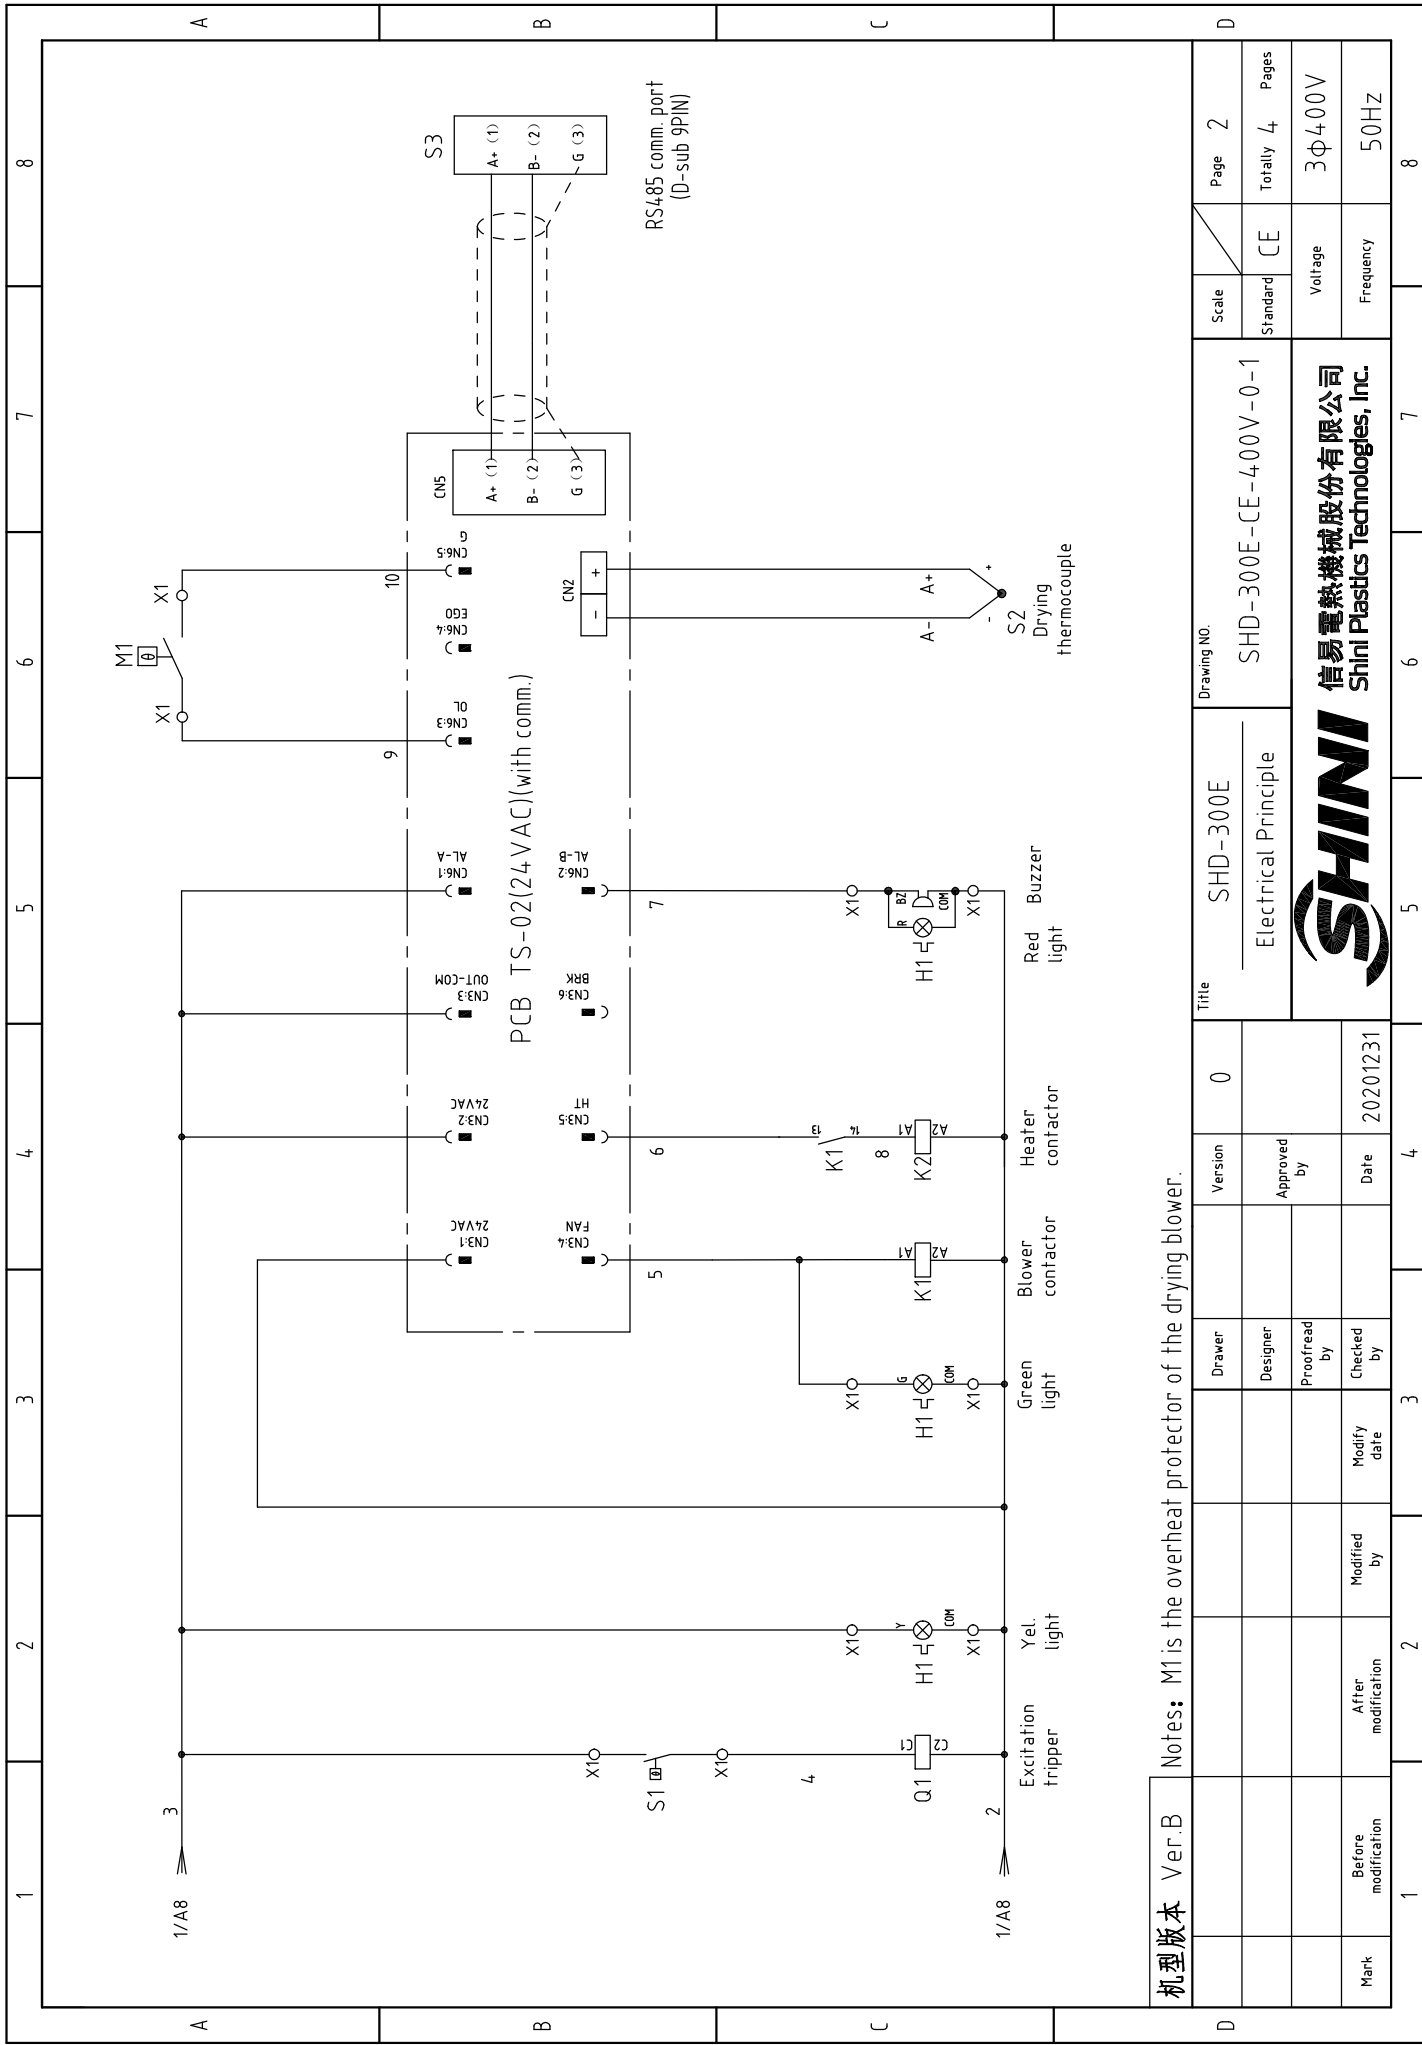 1
2
3
4
5
6
7
8
A
A
B
B
C
C
D
D
1/A8
3
1/A8
2
X1
S1
θ
X1
4
Q1
C1
C2
Excitation
tripper
X1
H1
Y
COM
X1
Yel.
light
X1
H1
G
COM
X1
Green
light
CN3:1
24VAC
CN3:4
FAN
5
K1
A1
A2
Blower
contactor
CN3:2
24VAC
CN3:5
HT
6
K1
13
14
8
K2
A1
A2
Heater
contactor
CN3:3
OUT-COM
CN3:6
BRK
PCB TS-02(24VAC)(with comm.)
CN6:1
AL-A
CN6:2
AL-B
7
X1
H1
R
BZ
COM
X1
Red
light
Buzzer
X1
M1
θ
X1
9
10
CN6:3
OL
CN6:4
EGO
CN6:5
G
CN2
-
+
A-
A+
-
+
S2
Drying
thermocouple
CN5
A+ (1)
B- (2)
G (3)
S3
A+ (1)
B- (2)
G (3)
RS485 comm. port
(D-sub 9PIN)
机型版本 Ver.B
Notes: M1 is the overheat protector of the drying blower.
Mark
Before
modification
After
modification
Modified
by
Modify
date
Drawer
Designer
Proofread
by
Checked
by
Version
0
Approved
by
Date
20201231
Title
SHD-300E
Electrical Principle
Drawing NO.
SHD-300E-CE-400V-0-1
SHINI
信易電熱機械股份有限公司
Shini Plastics Technologies, Inc.
Scale
Page 2
Standard
CE
Totally 4 Pages
Voltage
3ф400V
Frequency
50HZ
1
2
3
4
5
6
7
8